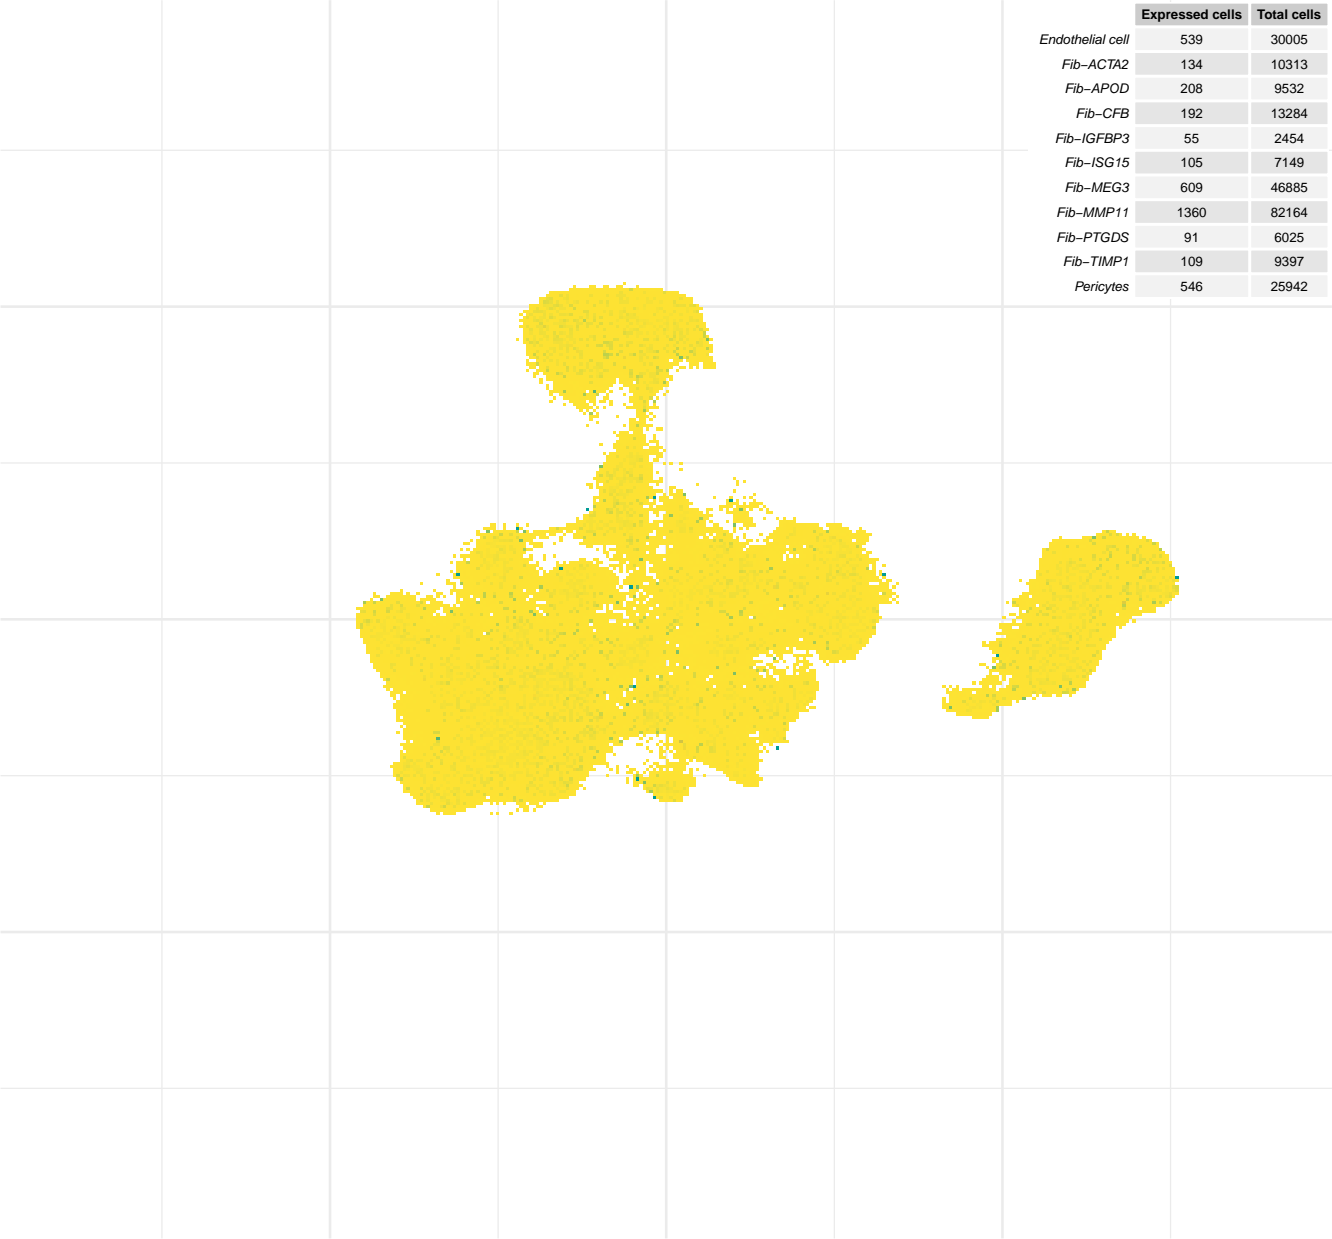 Expressed cells Total cells
Endothelial cell 539 30005
Fib−ACTA2 134 10313
Fib−APOD 208 9532
Fib−CFB 192 13284
Fib−IGFBP3 55 2454
Fib−ISG15 105 7149
Fib−MEG3 609 46885
Fib−MMP11 1360 82164
Fib−PTGDS 91 6025
Fib−TIMP1 109 9397
Pericytes 546 25942